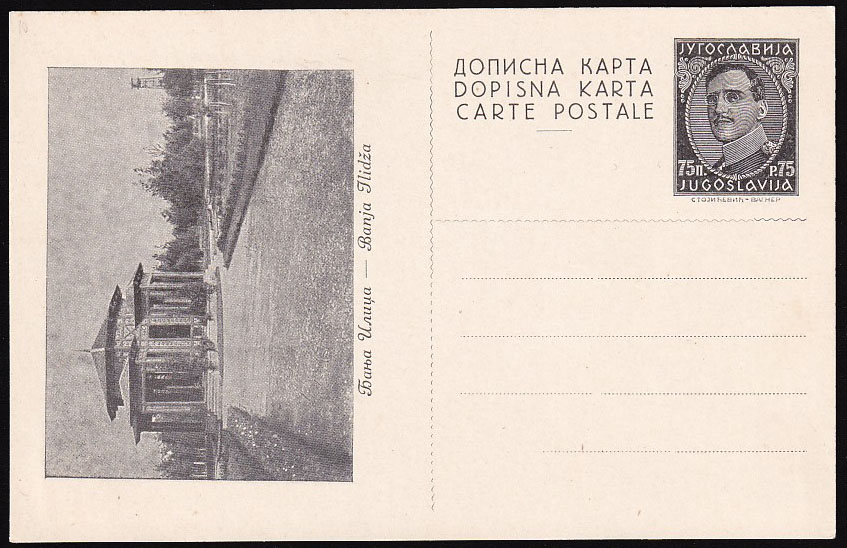 ДОПИСНА КАРТА
DOPISNA KARTA
CARTE POSTALE
ЈУГОСЛАВИЈА
75П. P.75
JUGOSLAVIJA
СТОЈИЋЕВИЋ-ВАГНЕР
Бања Илиџа — Banja Ilidža